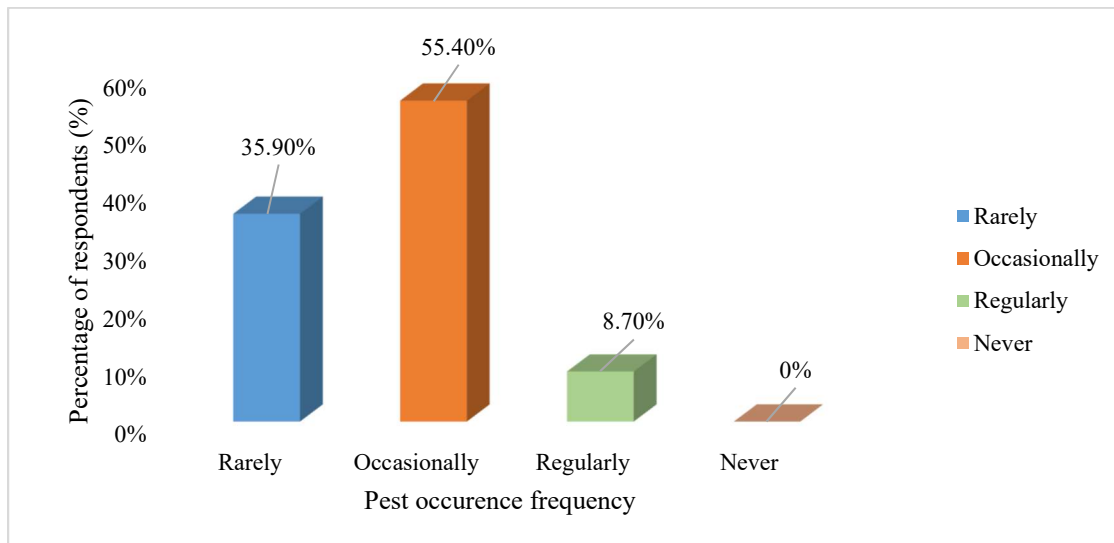 55.40%
60%
50%
40%
30%
20%
10%
0%
Percentage of respondents (%)
35.90%
8.70%
0%
Rarely
Occasionally
Regularly
Never
Pest occurence frequency
Rarely
Occasionally
Regularly
Never